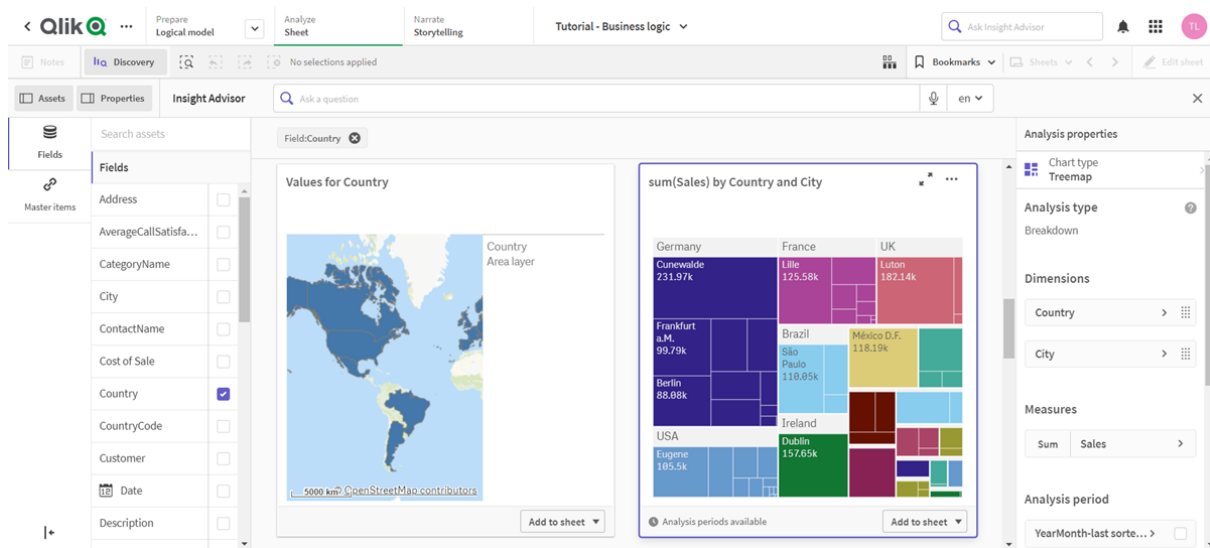 Qlik
Prepare
Logical model
Analyze
Sheet
Narrate
Storytelling
Tutorial - Business logic
Ask Insight Advisor
TL
Notes
Discovery
No selections applied
Bookmarks
Sheets
Edit sheet
Assets
Properties
Insight Advisor
Ask a question
en
Fields
Master items
Search assets
Fields
Address
AverageCallSatisfa...
CategoryName
City
ContactName
Cost of Sale
Country
CountryCode
Customer
12
Date
Description
Field:Country
Values for Country
Country
Area layer
5000 km
© OpenStreetMap contributors
Add to sheet
sum(Sales) by Country and City
Germany
France
UK
Cunewalde
231.97k
Lille
125.58k
Luton
182.14k
Frankfurt
a.M.
99.79k
Brazil
São
Paulo
110.05k
México D.F.
118.19k
Berlin
88.08k
USA
Eugene
105.5k
Ireland
Dublin
157.65k
Analysis periods available
Add to sheet
Analysis properties
Chart type
Treemap
Analysis type
Breakdown
Dimensions
Country
City
Measures
Sum
Sales
Analysis period
YearMonth-last sorte...